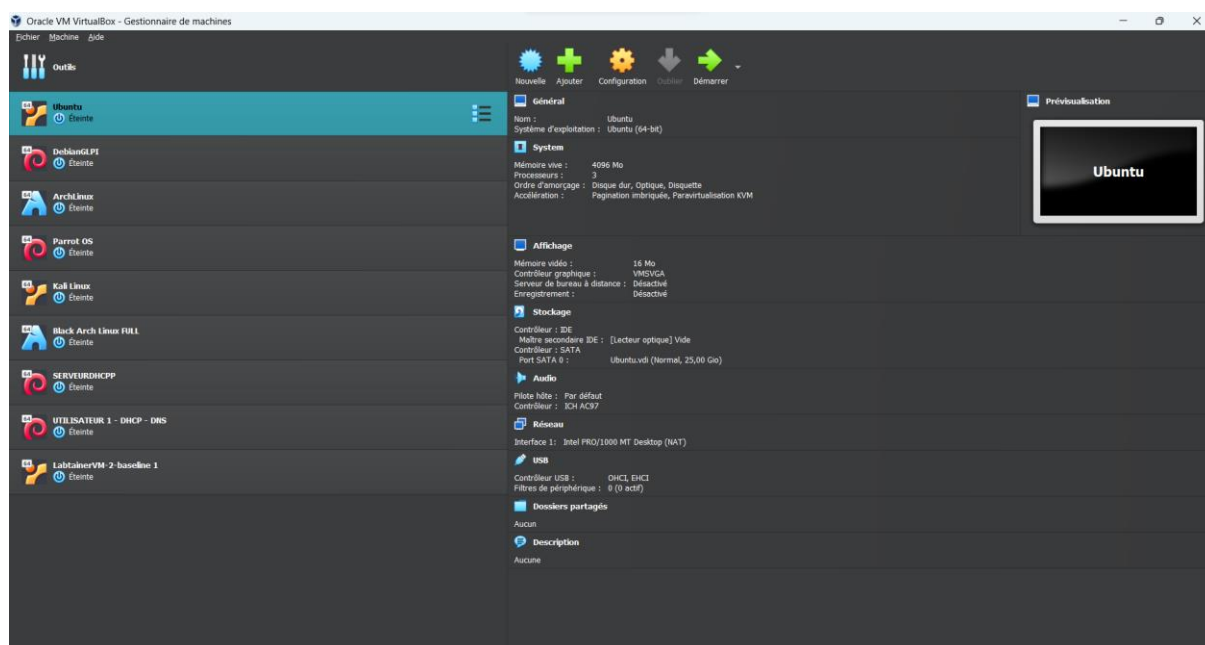 Oracle VM VirtualBox - Gestionnaire de machines
Fichier Machine Aide
Outils
Ubuntu
Éteinte
DebianGLPI
Éteinte
ArchLinux
Éteinte
Parrot OS
Éteinte
Kali Linux
Éteinte
Black Arch Linux FULL
Éteinte
SERVEURDHCPP
Éteinte
UTILISATEUR 1 - DHCP - DNS
Éteinte
LabtainerVM-2-baseline 1
Éteinte
Nouvelle Ajouter Configuration Oublier Démarrer
Général
Nom : Ubuntu
Système d'exploitation : Ubuntu (64-bit)
System
Mémoire vive : 4096 Mo
Processeurs : 3
Ordre d'amorçage : Disque dur, Optique, Disquette
Accélération : Pagination imbriquée, Paravirtualisation KVM
Prévisualisation
Ubuntu
Affichage
Mémoire vidéo : 16 Mo
Contrôleur graphique : VMSVGA
Serveur de bureau à distance : Désactivé
Enregistrement : Désactivé
Stockage
Contrôleur : IDE
Maître secondaire IDE : [Lecteur optique] Vide
Contrôleur : SATA
Port SATA 0 : Ubuntu.vdi (Normal, 25,00 Gio)
Audio
Pilote hôte : Par défaut
Contrôleur : ICH AC97
Réseau
Interface 1: Intel PRO/1000 MT Desktop (NAT)
USB
Contrôleur USB : OHCI, EHCI
Filtres de périphérique : 0 (0 actif)
Dossiers partagés
Aucun
Description
Aucune